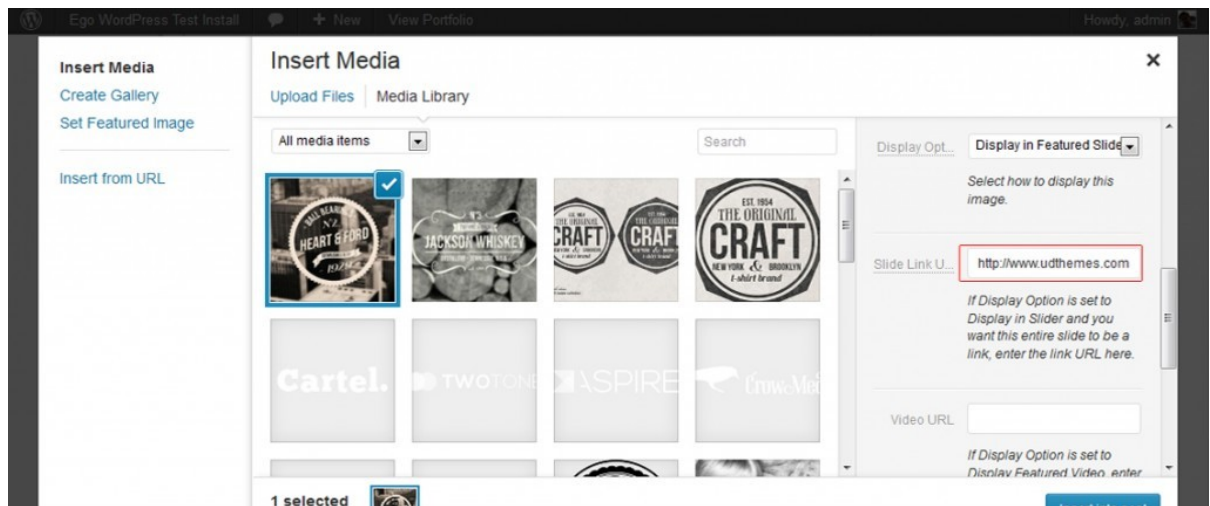 Ego WordPress Test Install
+ New
View Portfolio
Howdy, admin
Insert Media
Create Gallery
Set Featured Image
Insert from URL
Insert Media
Upload Files
Media Library
All media items
Search
HEART & FORD
JACKSON WHISKEY
CRAFT
CRAFT
EST. 1954
THE ORIGINAL
CRAFT
NEW YORK & BROOKLYN
t-shirt brand
Cartel.
TWOTONE
ASPIRE
1 selected
Display Opt...
Display in Featured Slide
Select how to display this
image.
Slide Link U...
http://www.udthemes.com
If Display Option is set to
Display in Slider and you
want this entire slide to be a
link, enter the link URL here.
Video URL
If Display Option is set to
Display Featured Video, enter